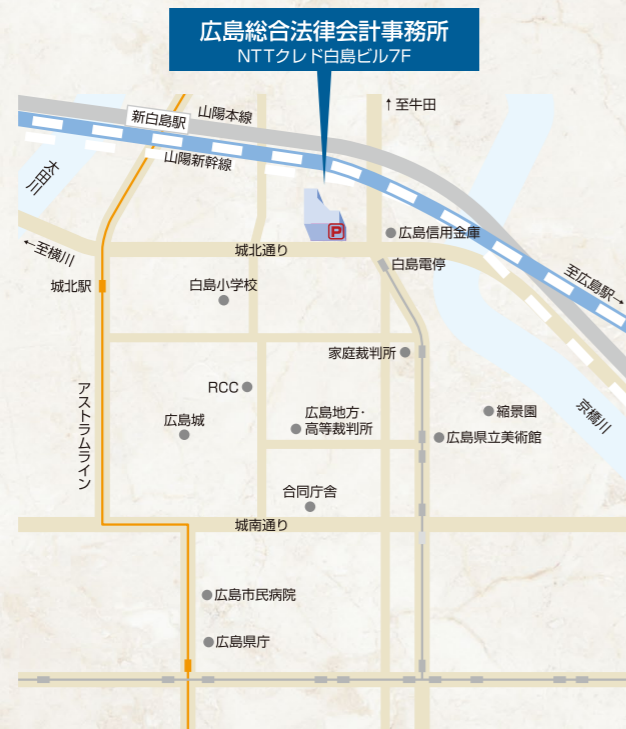 広島総合法律会計事務所
NTTクレド白島ビル7F
↑至牛田
新白島駅
山陽本線
山陽新幹線
太田川
P
広島信用金庫
←至横川
城北通り
白島電停
至広島駅→
城北駅
白島小学校
家庭裁判所
アストラムライン
RCC
広島城
広島地方・
高等裁判所
縮景園
京橋川
広島県立美術館
合同庁舎
城南通り
広島市民病院
広島県庁